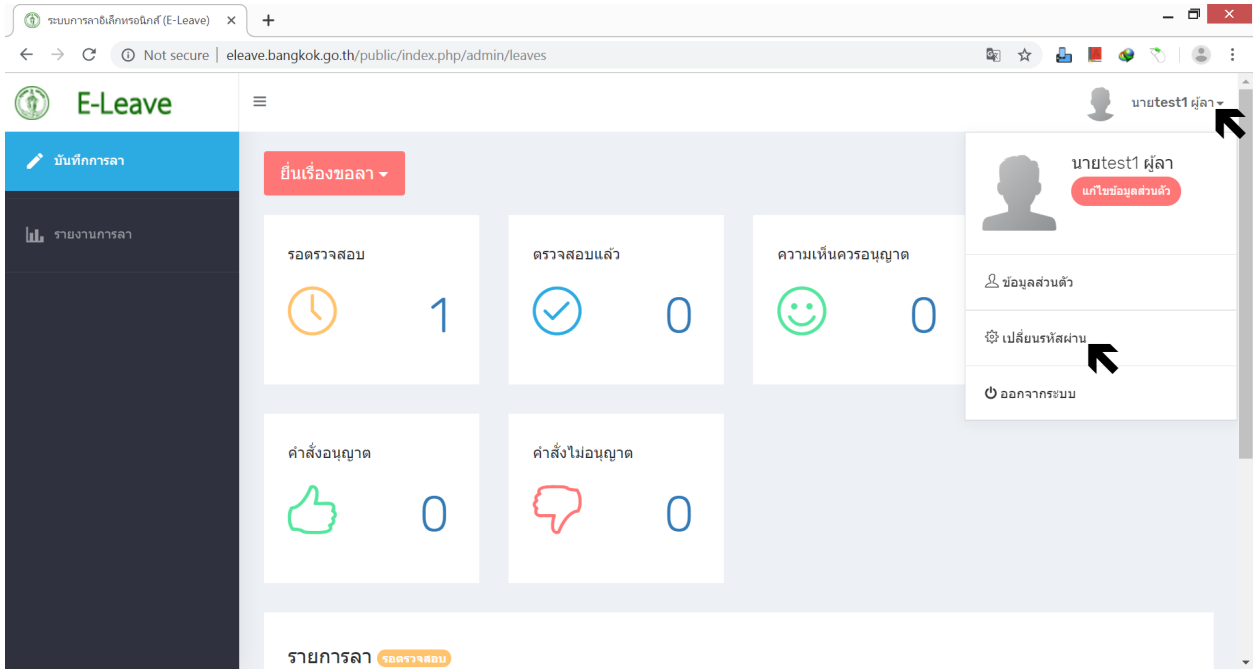 ระบบการลาอิเล็กทรอนิกส์ (E-Leave)
Not secure | eleave.bangkok.go.th/public/index.php/admin/leaves
E-Leave
นายtest1 ผู้ลา
บันทึกการลา
รายงานการลา
ยื่นเรื่องขอลา
นายtest1 ผู้ลา
แก้ไขข้อมูลส่วนตัว
ข้อมูลส่วนตัว
เปลี่ยนรหัสผ่าน
ออกจากระบบ
รอตรวจสอบ
1
ตรวจสอบแล้ว
0
ความเห็นควรอนุญาต
0
คำสั่งอนุญาต
0
คำสั่งไม่อนุญาต
0
รายการลา รอตรวจสอบ